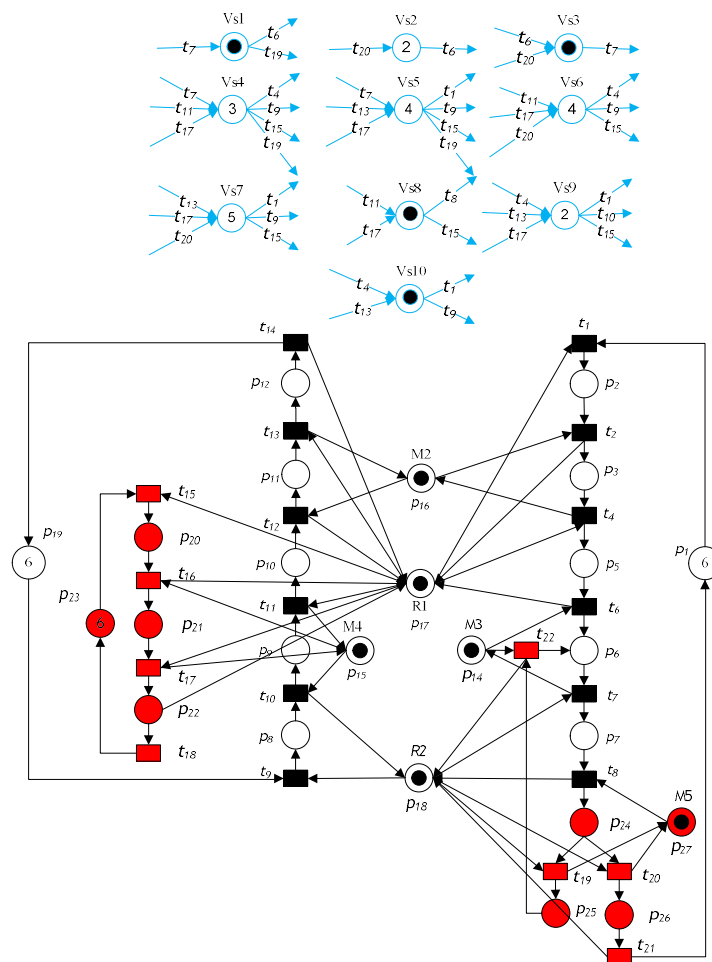 Vs1 Vs2 Vs3
t7 t6 t19 t20 2 t6 t6 t20 t7
Vs4 Vs5 Vs6
t7 t11 t17 3 t4 t9 t15 t19
t7 t13 t17 4 t1 t9 t15 t19
t11 t17 t20 4 t4 t9 t15
Vs7 Vs8 Vs9
t13 t17 t20 5 t1 t9 t15
t11 t17 t8 t15
t4 t13 t17 2 t1 t10 t15
Vs10
t4 t13 t1 t9
t14 t1
p12 p2
t13 M2 t2
p11 p16 p3
t15 t12 t4
p19 p20 p10 p5 p1
6 6
p23 t16 R1
6 t11 p17 t6
p21 M4 M3 t22
p9 p15 p14 p6
t17 t10 t7
p22 p8 R2 p7
t18 t9 p18 t8
M5
p24 p27
t19 t20
p25 p26
t21